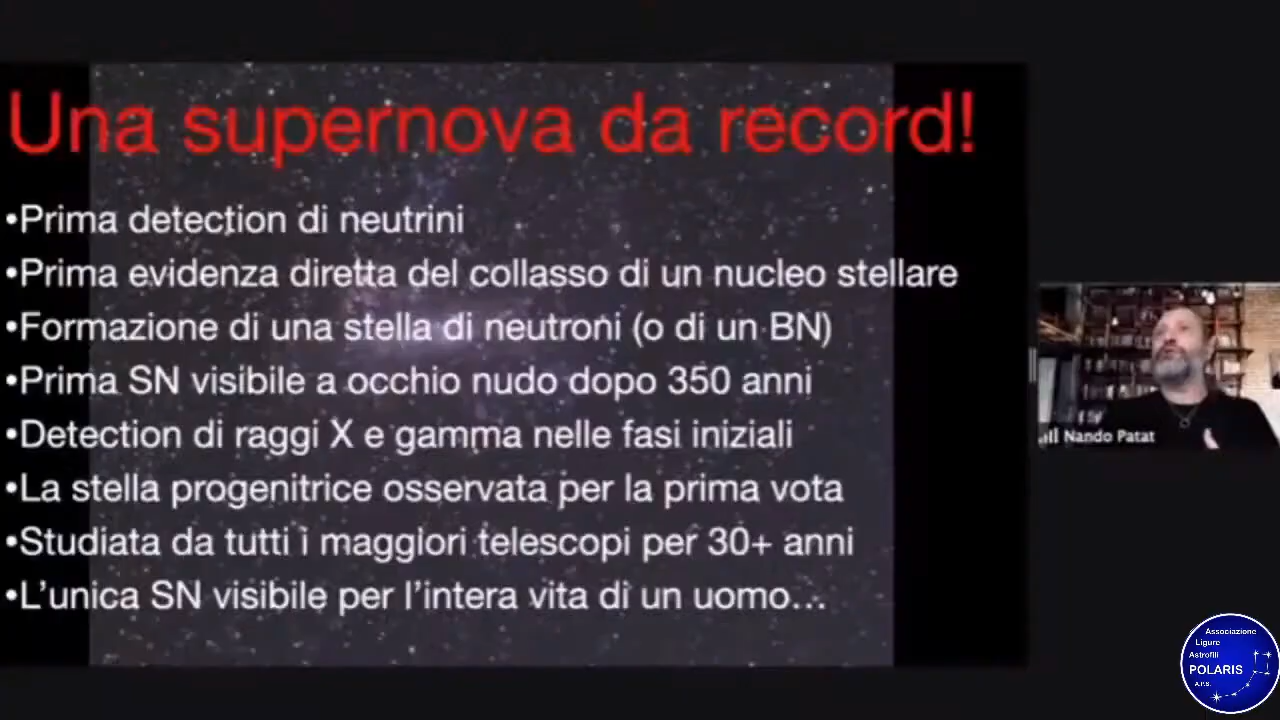 Una supernova da record!
•Prima detection di neutrini
•Prima evidenza diretta del collasso di un nucleo stellare
•Formazione di una stella di neutroni (o di un BN)
•Prima SN visibile a occhio nudo dopo 350 anni
•Detection di raggi X e gamma nelle fasi iniziali
•La stella progenitrice osservata per la prima vota
•Studiata da tutti i maggiori telescopi per 30+ anni
•L’unica SN visibile per l’intera vita di un uomo...
Nando Patat
Associazione
Ligure
Astrofili
POLARIS
A.P.S.